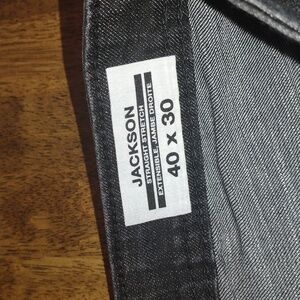 JACKSON
STRAIGHT STRETCH
EXTENSIBLE, JAMBE DROITE
40 x 30